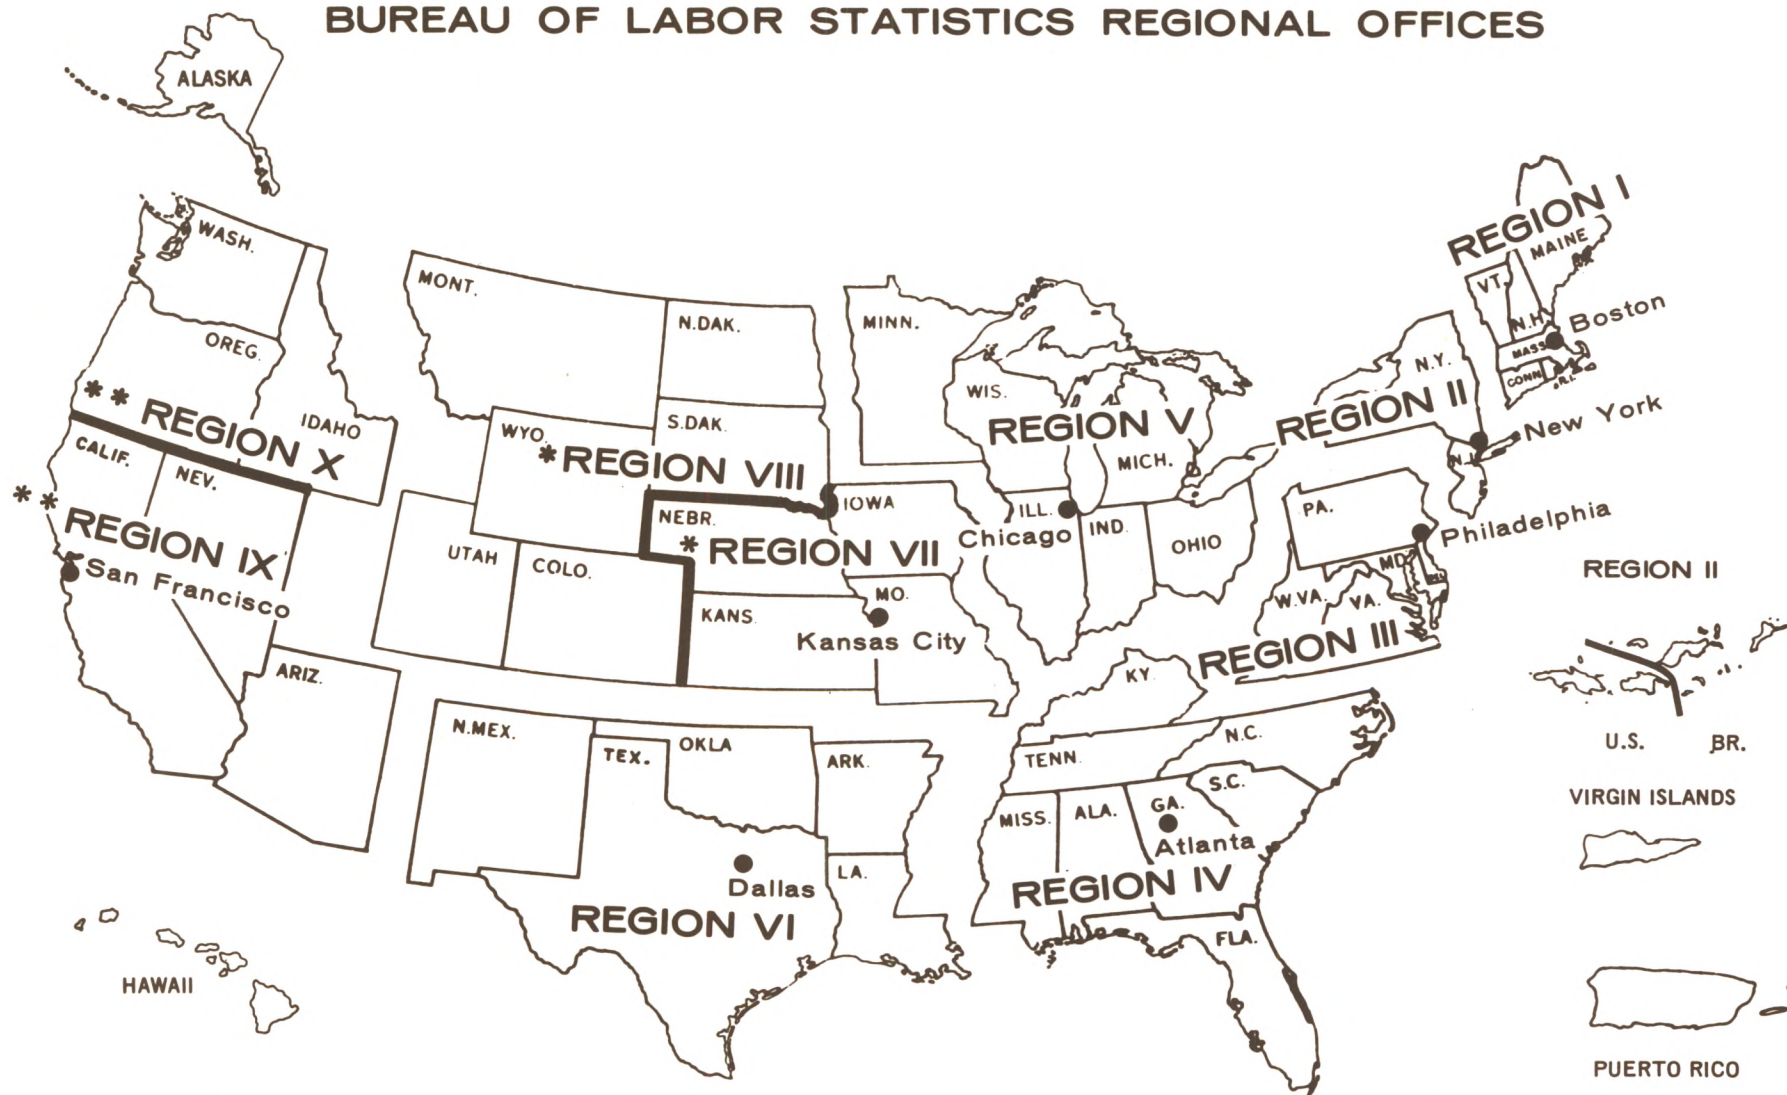 BUREAU OF LABOR STATISTICS REGIONAL OFFICES
ALASKA
WASH.
OREG.
IDAHO
** REGION X
MONT.
N.DAK.
S.DAK.
WYO.
* REGION VIII
UTAH
COLO.
CALIF.
NEV.
** REGION IX
San Francisco
ARIZ.
HAWAII
NEBR.
IOWA
* REGION VII
KANS
MO.
Kansas City
MINN.
WIS.
REGION V
MICH.
ILL.
Chicago
IND.
OHIO
REGION I
MAINE
VT.
N.H.
Boston
MASS
CONN
R.I.
N.Y.
REGION II
New York
N.J.
PA.
Philadelphia
MD.
W.VA.
VA.
REGION III
KY.
TENN.
N.C.
S.C.
MISS.
ALA.
GA.
Atlanta
REGION IV
FLA.
N.MEX.
TEX.
OKLA
ARK.
LA.
Dallas
REGION VI
REGION II
U.S. BR.
VIRGIN ISLANDS
PUERTO RICO